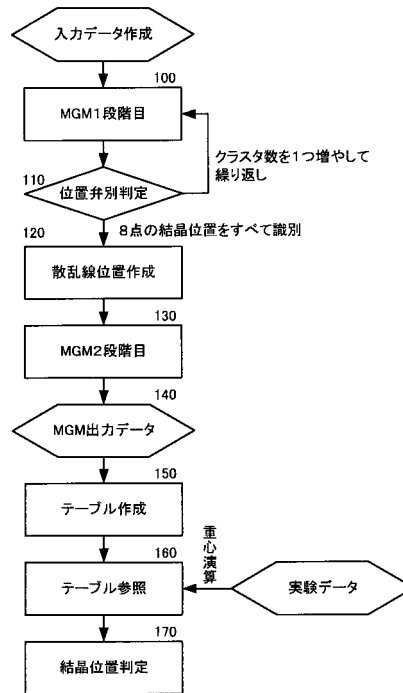 入力データ作成
100
MGM1段階目
クラスタ数を1つ増やして
繰り返し
110
位置弁別判定
8点の結晶位置をすべて識別
120
散乱線位置作成
130
MGM2段階目
140
MGM出力データ
150
テーブル作成
重心演算
160
テーブル参照
実験データ
170
結晶位置判定